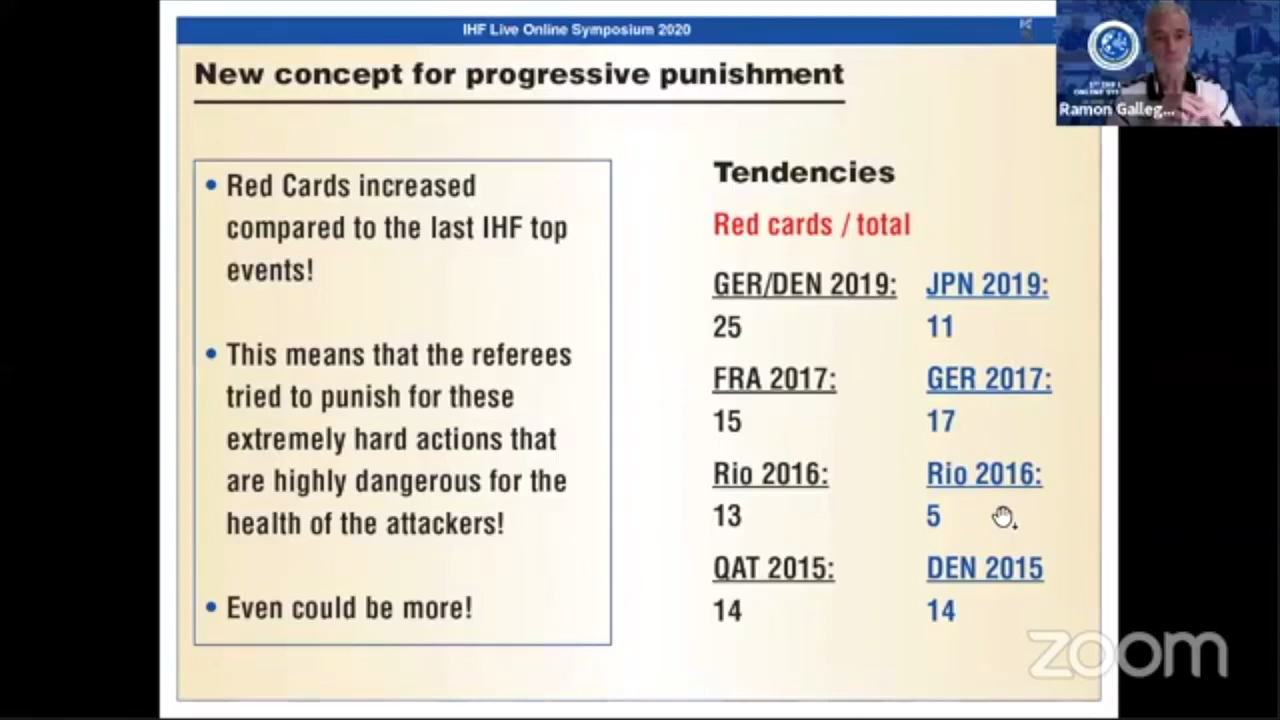 IHF Live Online Symposium 2020
New concept for progressive punishment
Ramon Galleg...
• Red Cards increased
compared to the last IHF top
events!
• This means that the referees
tried to punish for these
extremely hard actions that
are highly dangerous for the
health of the attackers!
• Even could be more!
Tendencies
Red cards / total
GER/DEN 2019: JPN 2019:
25 11
FRA 2017: GER 2017:
15 17
Rio 2016: Rio 2016:
13 5
QAT 2015: DEN 2015
14 14
zoom